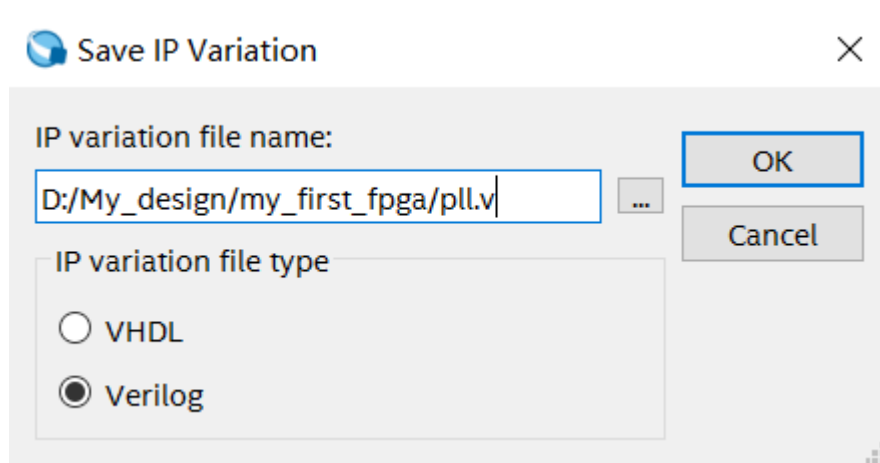 Save IP Variation
IP variation file name:
D:/My_design/my_first_fpga/pll.v
...
OK
Cancel
IP variation file type
VHDL
Verilog